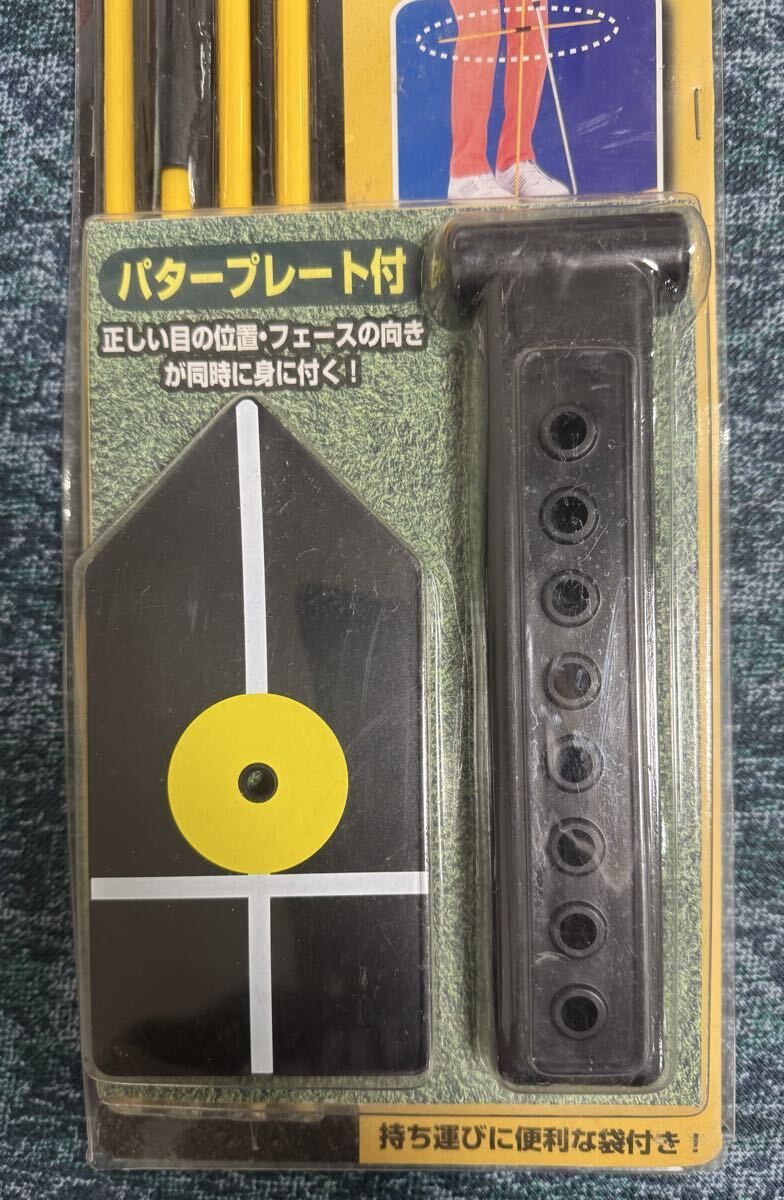 パタープレート付
正しい目の位置・フェースの向き
が同時に身に付く！
持ち運びに便利な袋付き！